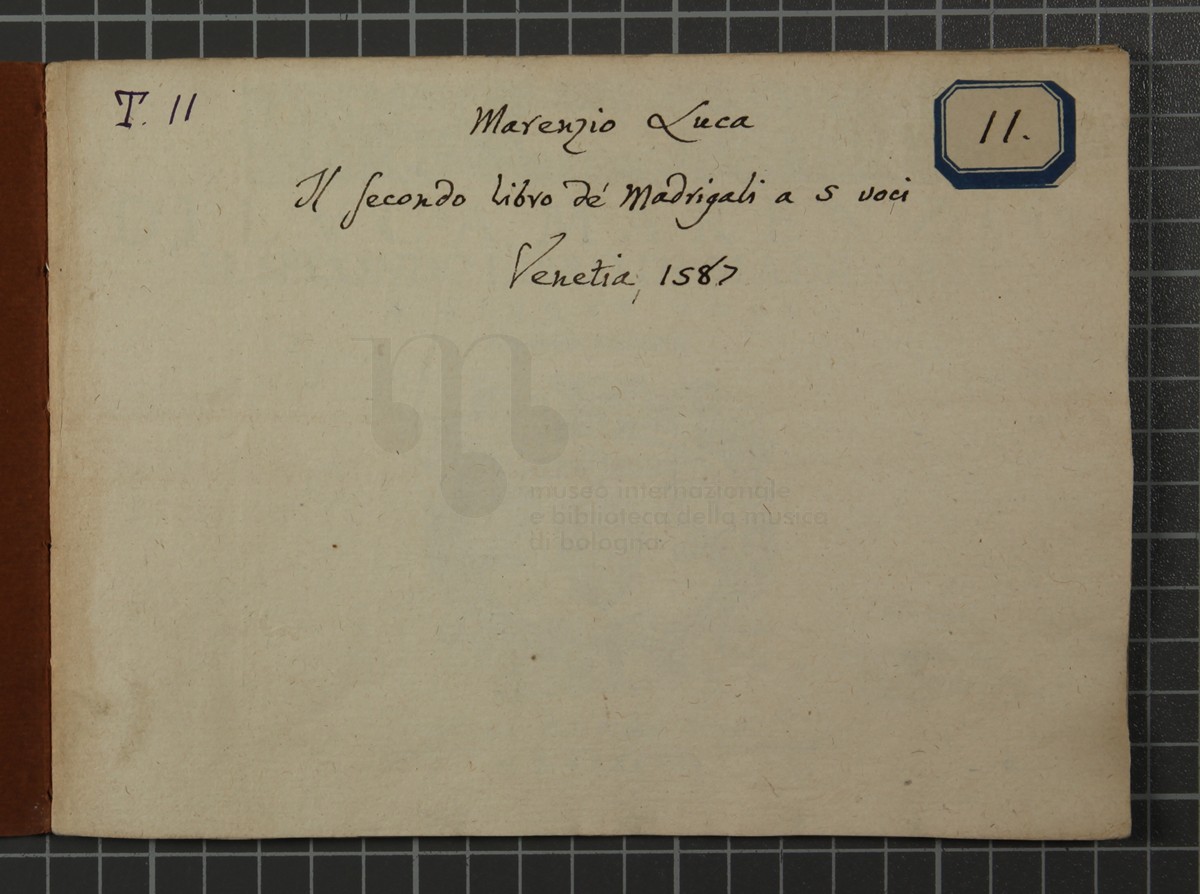 T. 11
Marenzio Luca
11.
Il secondo libro de' Madrigali a 5 voci
Venetia, 1587
museo internazionale
e biblioteca della musica
di bologna